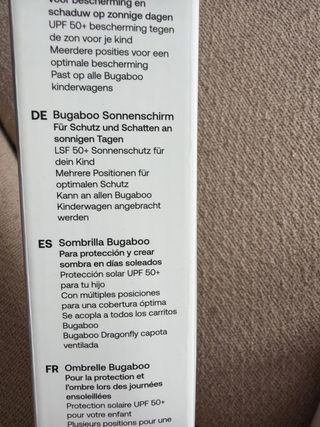 voor bescherming en
schaduw op zonnige dagen
UPF 50+ bescherming tegen
de zon voor je kind
Meerdere posities voor een
optimale bescherming
Past op alle Bugaboo
kinderwagens
DE Bugaboo Sonnenschirm
Für Schutz und Schatten an
sonnigen Tagen
LSF 50+ Sonnenschutz für
dein Kind
Mehrere Positionen für
optimalen Schutz
Kann an allen Bugaboo
Kinderwagen angebracht
werden
ES Sombrilla Bugaboo
Para protección y crear
sombra en días soleados
Protección solar UPF 50+
para tu hijo
Con múltiples posiciones
para una cobertura óptima
Se acopla a todos los carritos
Bugaboo
Bugaboo Dragonfly capota
ventilada
FR Ombrelle Bugaboo
Pour la protection et
l'ombre lors des journées
ensoleillées
Protection solaire UPF 50+
pour votre enfant
Plusieurs positions pour une